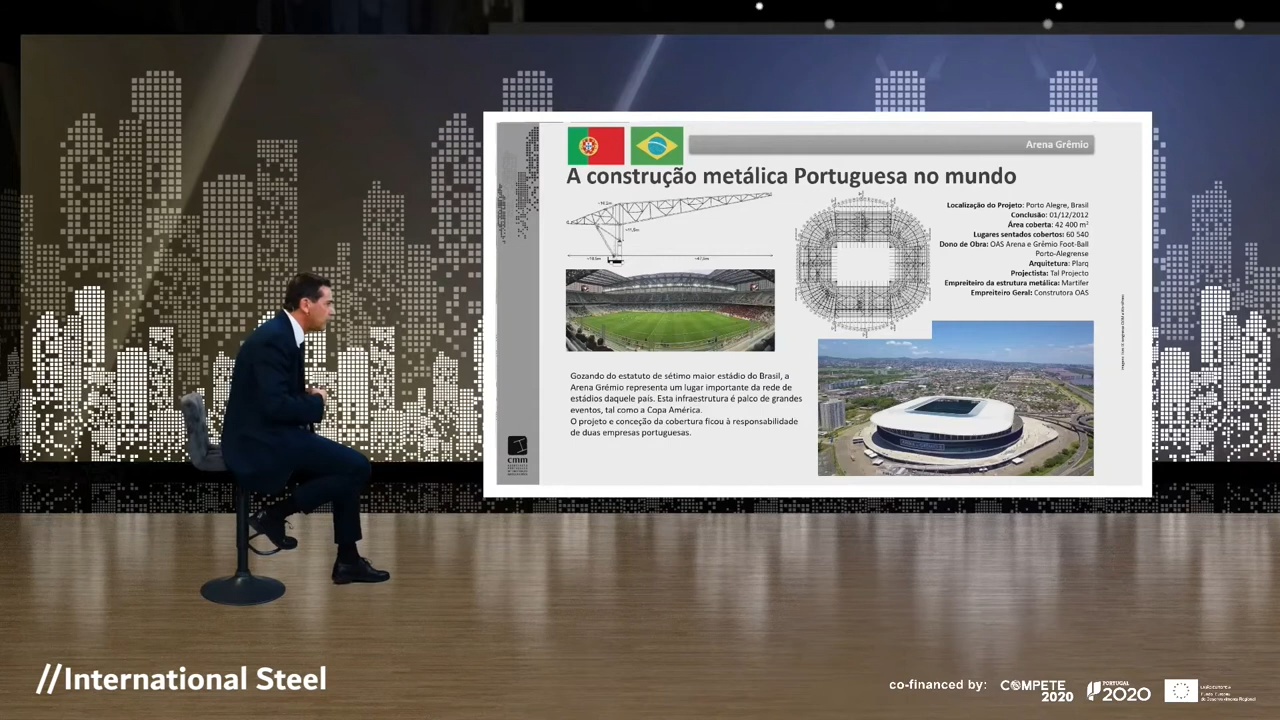 Arena Grêmio
A construção metálica Portuguesa no mundo
Localização do Projeto: Porto Alegre, Brasil
Conclusão: 01/12/2012
Área coberta: 42 400 m²
Lugares sentados cobertos: 60 540
Dono de Obra: OAS Arena e Grêmio Foot-Ball
Porto-Alegrense
Arquitetura: Plarq
Projectista: Tal Projecto
Empreiteiro da estrutura metálica: Martifer
Empreiteiro Geral: Construtora OAS
Gozando do estatuto de sétimo maior estádio do Brasil, a
Arena Grêmio representa um lugar importante da rede de
estádios daquele país. Esta infraestrutura é palco de grandes
eventos, tal como a Copa América.
O projeto e conceção da cobertura ficou à responsabilidade
de duas empresas portuguesas.
cmm
//International Steel
co-financed by:
COMPETE
2020
PORTUGAL
2020